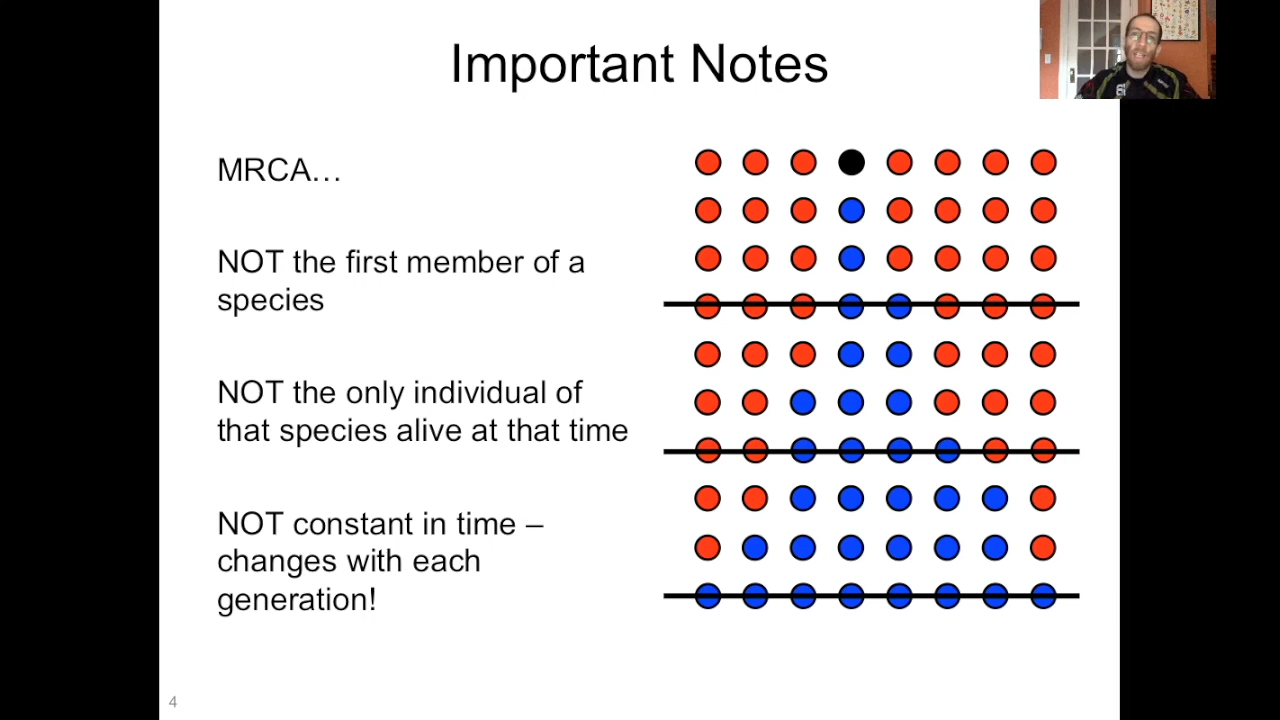 Important Notes
MRCA…
NOT the first member of a
species
NOT the only individual of
that species alive at that time
NOT constant in time –
changes with each
generation!
4